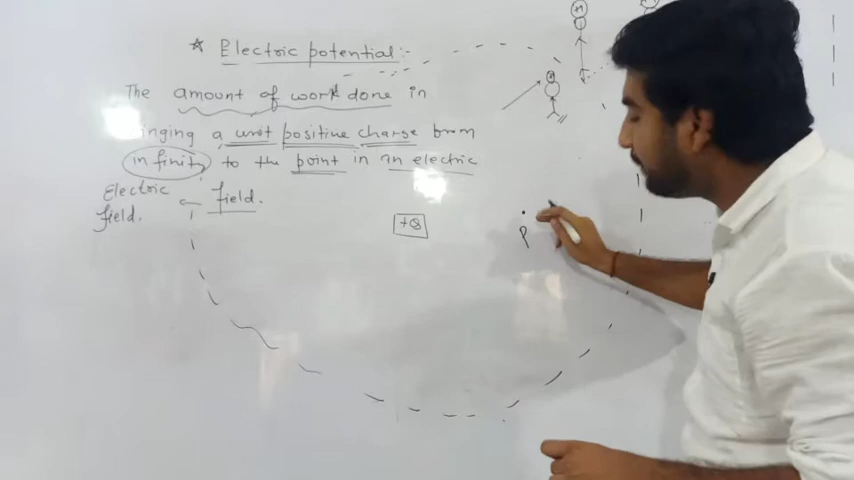 * Electric potential :-
The amount of work done in
inging a unit positive charge from
infinity to the point in an electric
Electric ← field.
field.
+Q
P